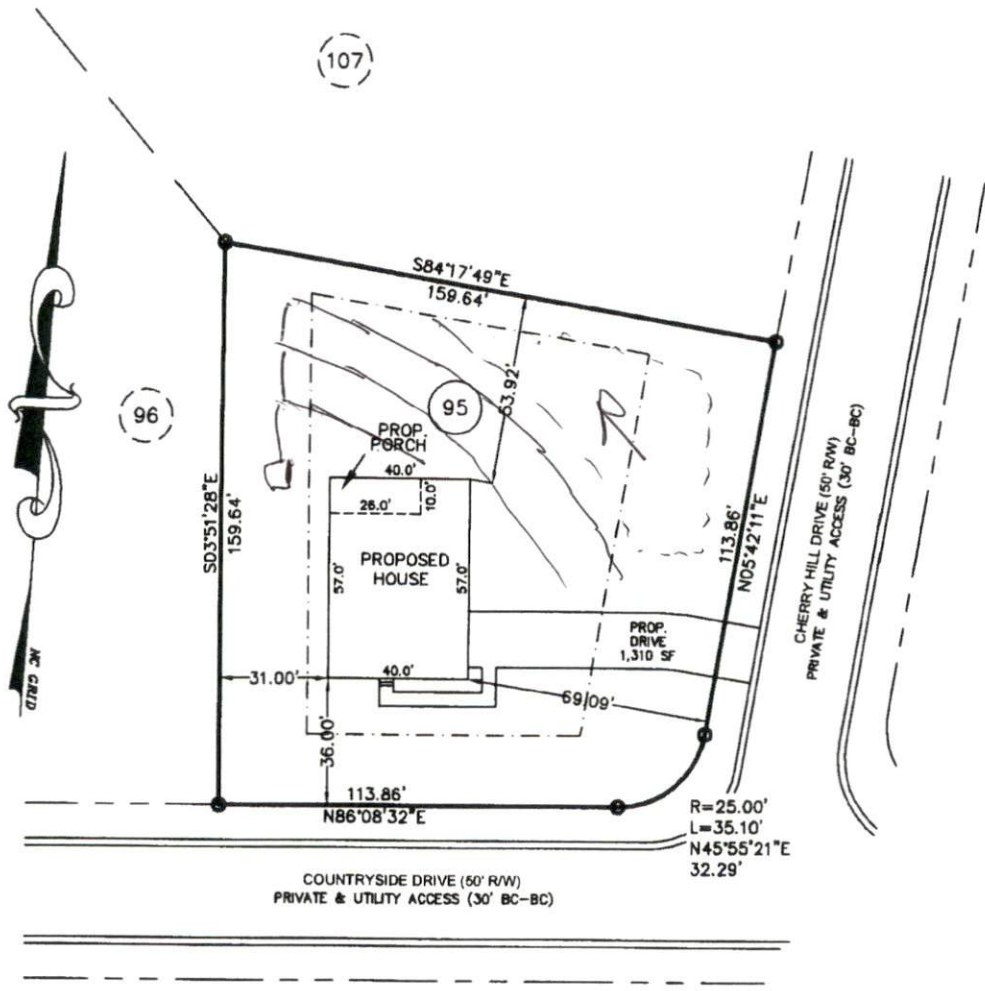 107
S84°17'49"E
159.64'
96
95
53.92'
PROP.
PORCH
40.0'
26.0'
10.0'
S03°51'28"E
159.64'
PROPOSED
HOUSE
57.0'
57.0'
113.86'
N05°42'11"E
CHERRY HILL DRIVE (50' R/W)
PRIVATE & UTILITY ACCESS (30' BC-BC)
PROP.
DRIVE
1,310 SF
NC GRID
31.00'
40.0'
69.09'
36.00'
113.86'
N86°08'32"E
R=25.00'
L=35.10'
N45°55'21"E
32.29'
COUNTRYSIDE DRIVE (50' R/W)
PRIVATE & UTILITY ACCESS (30' BC-BC)